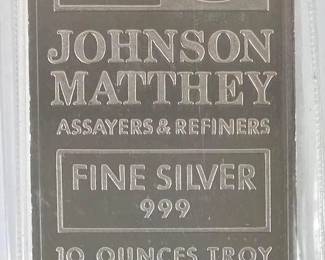 JOHNSON
MATTHEY
ASSAYERS & REFINERS
FINE SILVER
999
10 OUNCES TROY